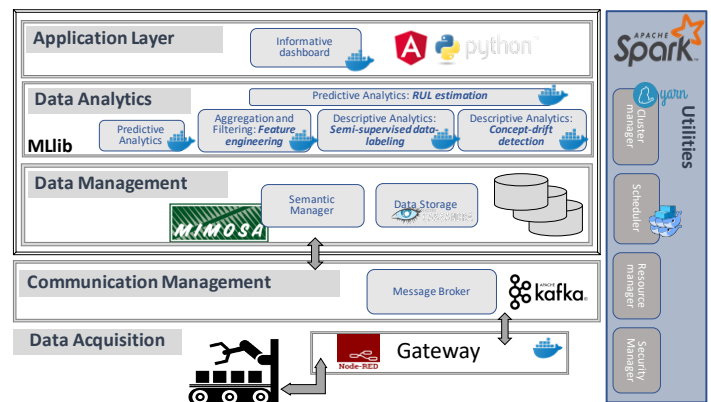 Application Layer
Informative
dashboard
A
python
Data Analytics
Predictive Analytics: RUL estimation
MLlib
Predictive
Analytics
Aggregation and
Filtering: Feature
engineering
Descriptive Analytics:
Semi-supervised data-
labeling
Descriptive Analytics:
Concept-drift
detection
Data Management
MIMOSA
Semantic
Manager
Data Storage
Communication Management
Message Broker
APACHE
kafka
Data Acquisition
Node-RED
Gateway
APACHE
Spark
yarn
Utilities
Cluster
manager
Scheduler
Resource
manager
Security
Manager